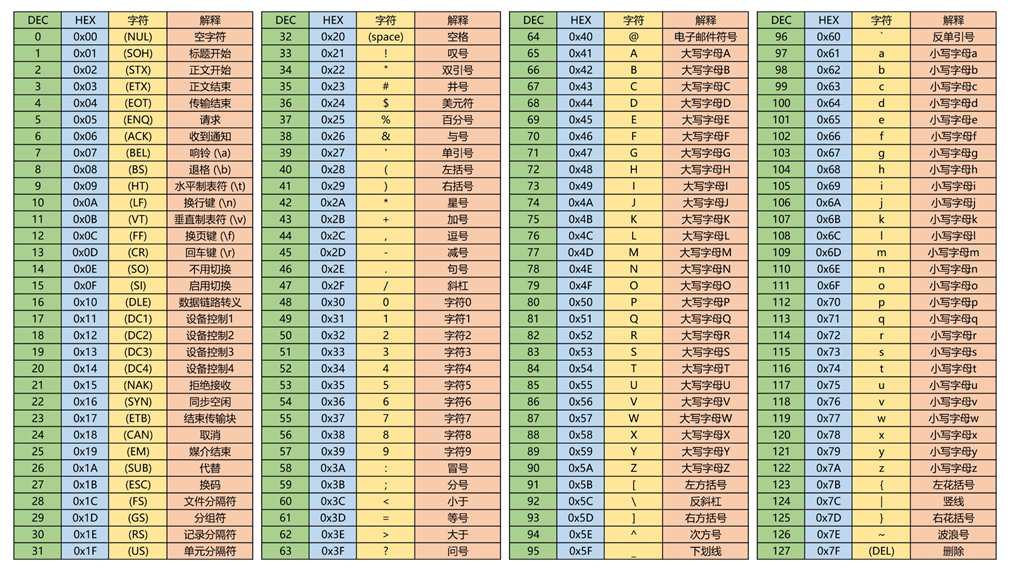 DEC HEX 字符 解释 DEC HEX 字符 解释 DEC HEX 字符 解释 DEC HEX 字符 解释
0 0x00 (NUL) 空字符 32 0x20 (space) 空格 64 0x40 @ 电子邮件符号 96 0x60 ` 反单引号
1 0x01 (SOH) 标题开始 33 0x21 ! 叹号 65 0x41 A 大写字母A 97 0x61 a 小写字母a
2 0x02 (STX) 正文开始 34 0x22 " 双引号 66 0x42 B 大写字母B 98 0x62 b 小写字母b
3 0x03 (ETX) 正文结束 35 0x23 # 井号 67 0x43 C 大写字母C 99 0x63 c 小写字母c
4 0x04 (EOT) 传输结束 36 0x24 $ 美元符 68 0x44 D 大写字母D 100 0x64 d 小写字母d
5 0x05 (ENQ) 请求 37 0x25 % 百分号 69 0x45 E 大写字母E 101 0x65 e 小写字母e
6 0x06 (ACK) 收到通知 38 0x26 & 与号 70 0x46 F 大写字母F 102 0x66 f 小写字母f
7 0x07 (BEL) 响铃 (\a) 39 0x27 ' 单引号 71 0x47 G 大写字母G 103 0x67 g 小写字母g
8 0x08 (BS) 退格 (\b) 40 0x28 ( 左括号 72 0x48 H 大写字母H 104 0x68 h 小写字母h
9 0x09 (HT) 水平制表符 (\t) 41 0x29 ) 右括号 73 0x49 I 大写字母I 105 0x69 i 小写字母i
10 0x0A (LF) 换行键 (\n) 42 0x2A * 星号 74 0x4A J 大写字母J 106 0x6A j 小写字母j
11 0x0B (VT) 垂直制表符 (\v) 43 0x2B + 加号 75 0x4B K 大写字母K 107 0x6B k 小写字母k
12 0x0C (FF) 换页键 (\f) 44 0x2C , 逗号 76 0x4C L 大写字母L 108 0x6C l 小写字母l
13 0x0D (CR) 回车键 (\r) 45 0x2D - 减号 77 0x4D M 大写字母M 109 0x6D m 小写字母m
14 0x0E (SO) 不用切换 46 0x2E . 句号 78 0x4E N 大写字母N 110 0x6E n 小写字母n
15 0x0F (SI) 启用切换 47 0x2F / 斜杠 79 0x4F O 大写字母O 111 0x6F o 小写字母o
16 0x10 (DLE) 数据链路转义 48 0x30 0 字符0 80 0x50 P 大写字母P 112 0x70 p 小写字母p
17 0x11 (DC1) 设备控制1 49 0x31 1 字符1 81 0x51 Q 大写字母Q 113 0x71 q 小写字母q
18 0x12 (DC2) 设备控制2 50 0x32 2 字符2 82 0x52 R 大写字母R 114 0x72 r 小写字母r
19 0x13 (DC3) 设备控制3 51 0x33 3 字符3 83 0x53 S 大写字母S 115 0x73 s 小写字母s
20 0x14 (DC4) 设备控制4 52 0x34 4 字符4 84 0x54 T 大写字母T 116 0x74 t 小写字母t
21 0x15 (NAK) 拒绝接收 53 0x35 5 字符5 85 0x55 U 大写字母U 117 0x75 u 小写字母u
22 0x16 (SYN) 同步空闲 54 0x36 6 字符6 86 0x56 V 大写字母V 118 0x76 v 小写字母v
23 0x17 (ETB) 结束传输块 55 0x37 7 字符7 87 0x57 W 大写字母W 119 0x77 w 小写字母w
24 0x18 (CAN) 取消 56 0x38 8 字符8 88 0x58 X 大写字母X 120 0x78 x 小写字母x
25 0x19 (EM) 媒介结束 57 0x39 9 字符9 89 0x59 Y 大写字母Y 121 0x79 y 小写字母y
26 0x1A (SUB) 代替 58 0x3A : 冒号 90 0x5A Z 大写字母Z 122 0x7A z 小写字母z
27 0x1B (ESC) 换码 59 0x3B ; 分号 91 0x5B [ 左方括号 123 0x7B { 左花括号
28 0x1C (FS) 文件分隔符 60 0x3C < 小于 92 0x5C \ 反斜杠 124 0x7C | 竖线
29 0x1D (GS) 分组符 61 0x3D = 等号 93 0x5D ] 右方括号 125 0x7D } 右花括号
30 0x1E (RS) 记录分隔符 62 0x3E > 大于 94 0x5E ^ 次方号 126 0x7E ~ 波浪号
31 0x1F (US) 单元分隔符 63 0x3F ? 问号 95 0x5F _ 下划线 127 0x7F (DEL) 删除